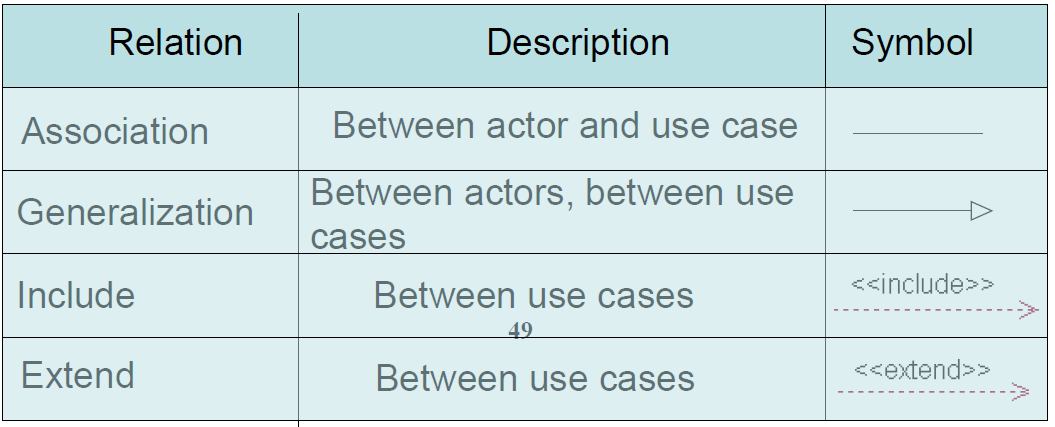 Relation Description Symbol
Association Between actor and use case
Generalization Between actors, between use
cases
Include Between use cases <<include>>
49
Extend Between use cases <<extend>>